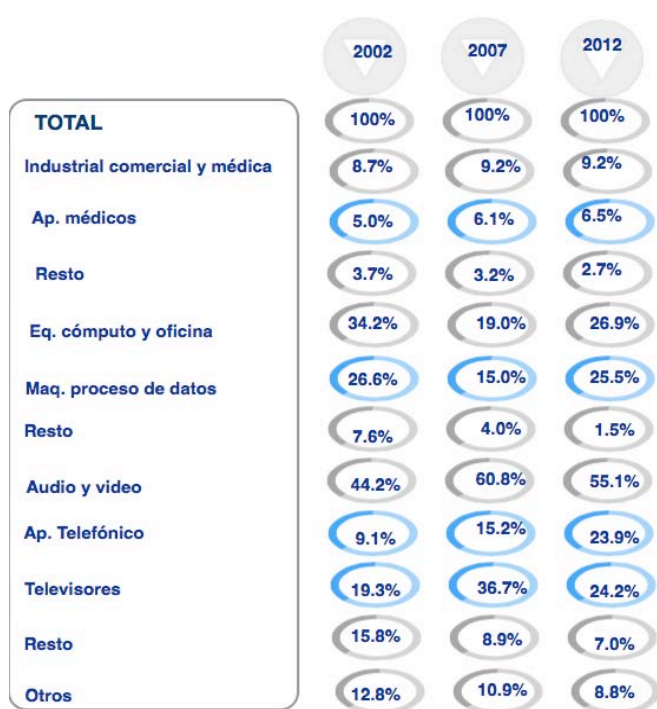 2002 2007 2012
TOTAL 100% 100% 100%
Industrial comercial y médica 8.7% 9.2% 9.2%
Ap. médicos 5.0% 6.1% 6.5%
Resto 3.7% 3.2% 2.7%
Eq. cómputo y oficina 34.2% 19.0% 26.9%
Maq. proceso de datos 26.6% 15.0% 25.5%
Resto 7.6% 4.0% 1.5%
Audio y video 44.2% 60.8% 55.1%
Ap. Telefónico 9.1% 15.2% 23.9%
Televisores 19.3% 36.7% 24.2%
Resto 15.8% 8.9% 7.0%
Otros 12.8% 10.9% 8.8%